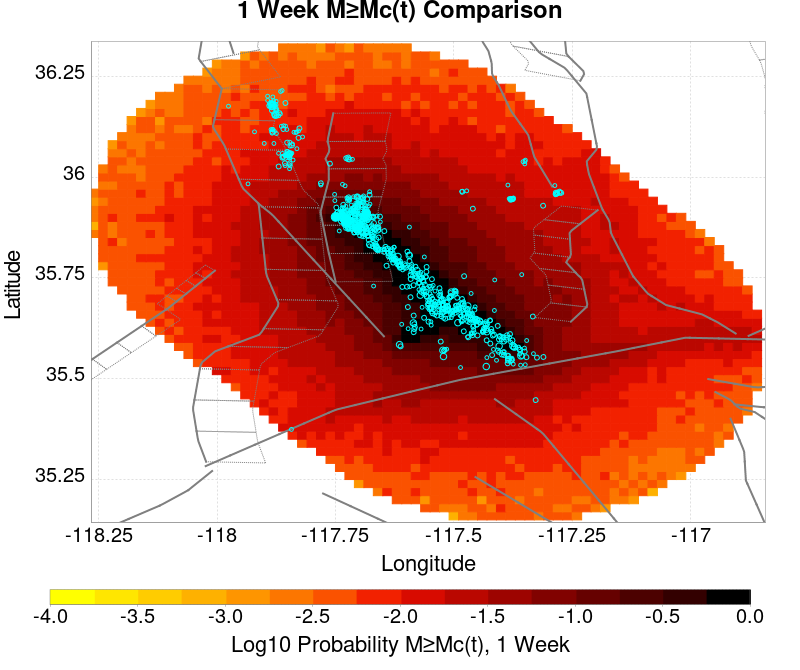 1 Week M≥Mc(t) Comparison
36.25
36
35.75
35.5
35.25
Latitude
-118.25 -118 -117.75 -117.5 -117.25 -117
Longitude
-4.0 -3.5 -3.0 -2.5 -2.0 -1.5 -1.0 -0.5 0.0
Log10 Probability M≥Mc(t), 1 Week